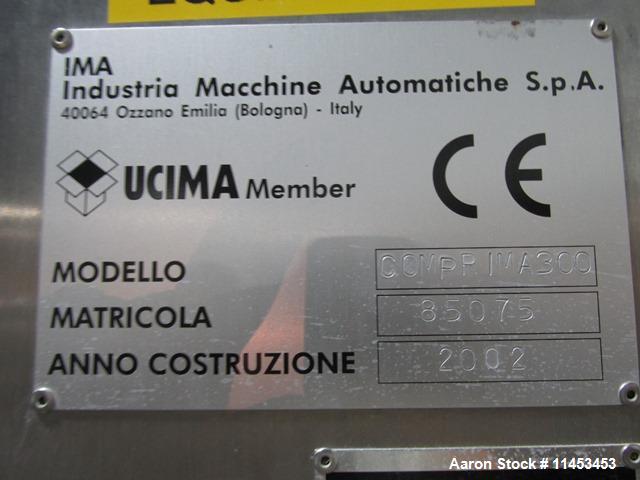 IMA
Industria Macchine Automatiche S.p.A.
40064 Ozzano Emilia (Bologna) - Italy
UCIMA Member
CE
MODELLO COMPRIMA300
MATRICOLA 85075
ANNO COSTRUZIONE 2002
Aaron Stock # 11453453